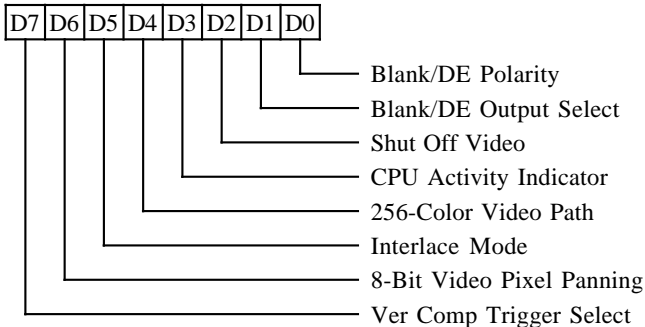 D7 D6 D5 D4 D3 D2 D1 D0
Blank/DE Polarity
Blank/DE Output Select
Shut Off Video
CPU Activity Indicator
256-Color Video Path
Interlace Mode
8-Bit Video Pixel Panning
Ver Comp Trigger Select